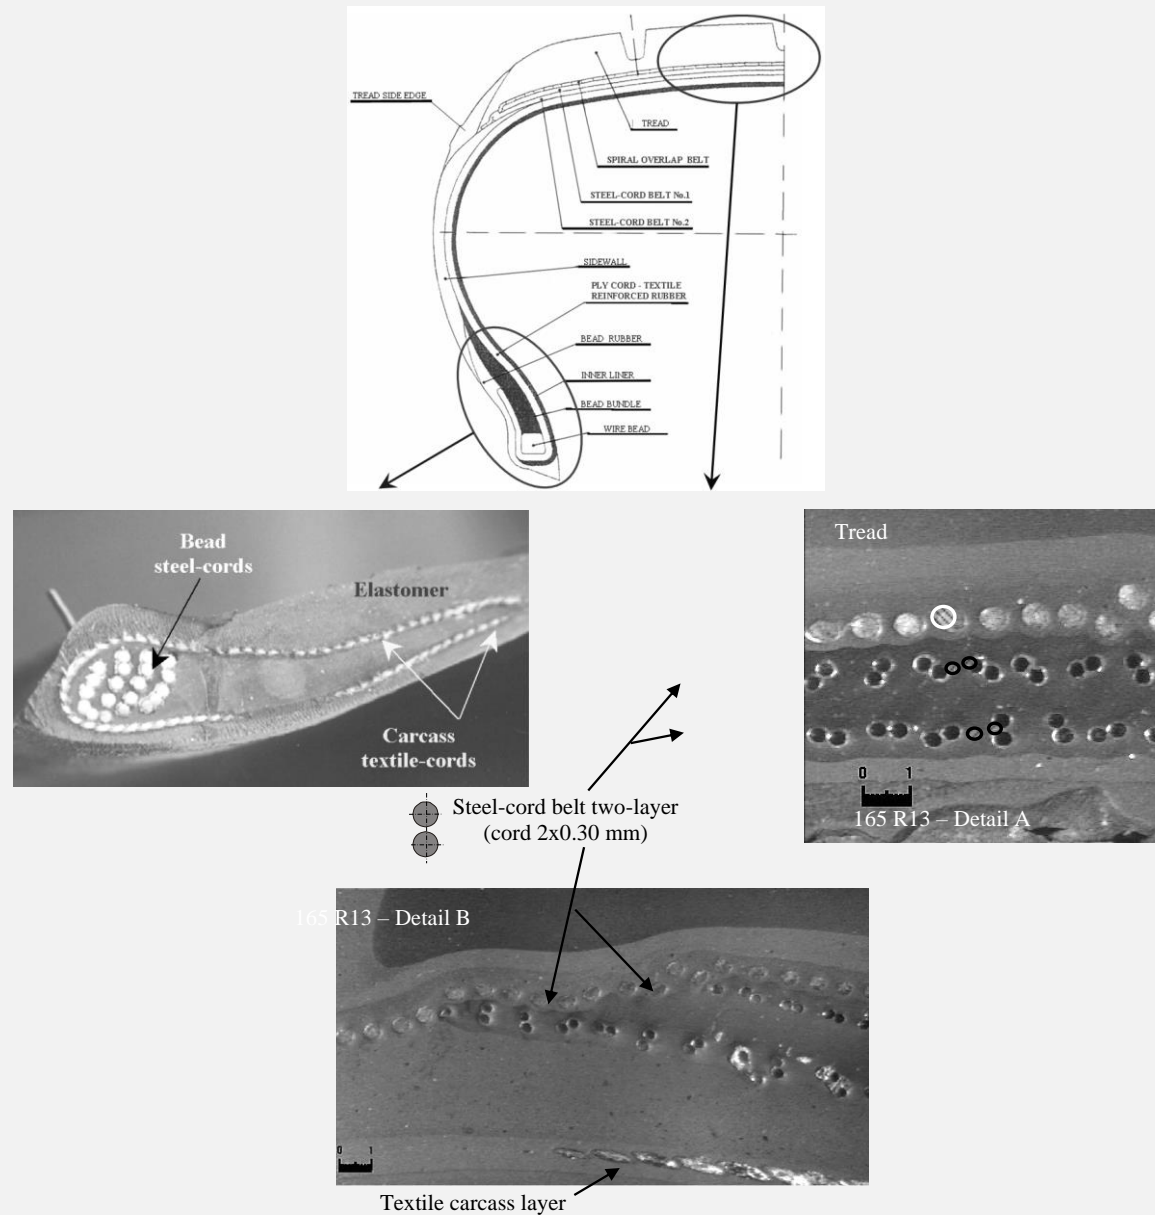 TREAD SIDE EDGE
TREAD
SPIRAL OVERLAP BELT
STEEL-CORD BELT No.1
STEEL-CORD BELT No.2
SIDEWALL
PLY CORD - TEXTILE
REINFORCED RUBBER
BEAD RUBBER
INNER LINER
BEAD BUNDLE
WIRE BEAD
Bead
steel-cords
Elastomer
Carcass
textile-cords
Tread
0 1
165 R13 – Detail A
Steel-cord belt two-layer
(cord 2x0.30 mm)
165 R13 – Detail B
0 1
Textile carcass layer